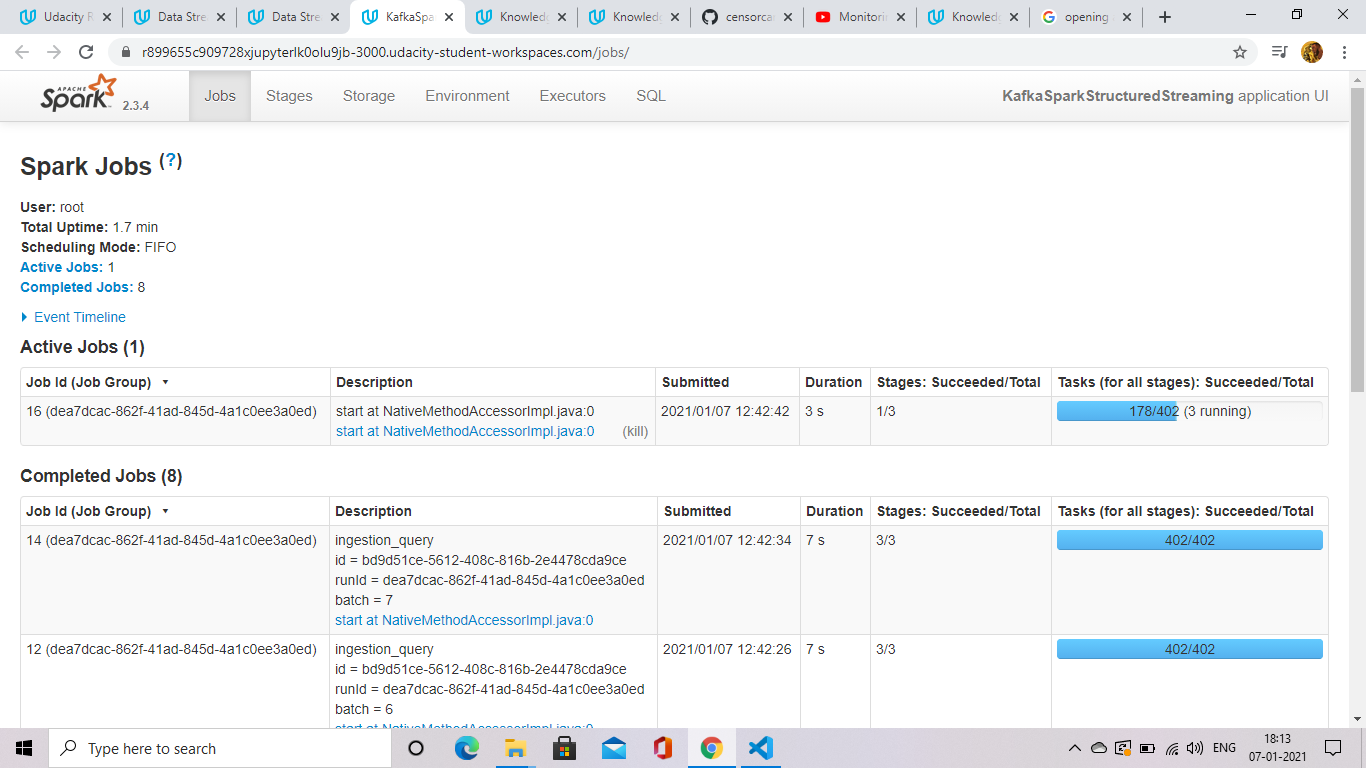 Udacity R
Data Stre
Data Stre
KafkaSpa
Knowledg
Knowledg
censorcar
Monitorin
Knowledg
opening
r899655c909728xjupyterlk0olu9jb-3000.udacity-student-workspaces.com/jobs/
APACHE
Spark 2.3.4
Jobs
Stages
Storage
Environment
Executors
SQL
KafkaSparkStructuredStreaming application UI
Spark Jobs (?)
User: root
Total Uptime: 1.7 min
Scheduling Mode: FIFO
Active Jobs: 1
Completed Jobs: 8
Event Timeline
Active Jobs (1)
Job Id (Job Group) Description Submitted Duration Stages: Succeeded/Total Tasks (for all stages): Succeeded/Total
16 (dea7dcac-862f-41ad-845d-4a1c0ee3a0ed) start at NativeMethodAccessorImpl.java:0 2021/01/07 12:42:42 3 s 1/3 178/402 (3 running)
start at NativeMethodAccessorImpl.java:0 (kill)
Completed Jobs (8)
Job Id (Job Group) Description Submitted Duration Stages: Succeeded/Total Tasks (for all stages): Succeeded/Total
14 (dea7dcac-862f-41ad-845d-4a1c0ee3a0ed) ingestion_query 2021/01/07 12:42:34 7 s 3/3 402/402
id = bd9d51ce-5612-408c-816b-2e4478cda9ce
runId = dea7dcac-862f-41ad-845d-4a1c0ee3a0ed
batch = 7
start at NativeMethodAccessorImpl.java:0
12 (dea7dcac-862f-41ad-845d-4a1c0ee3a0ed) ingestion_query 2021/01/07 12:42:26 7 s 3/3 402/402
id = bd9d51ce-5612-408c-816b-2e4478cda9ce
runId = dea7dcac-862f-41ad-845d-4a1c0ee3a0ed
batch = 6
start at NativeMethodAccessorImpl.java:0
Type here to search
ENG
18:13
07-01-2021